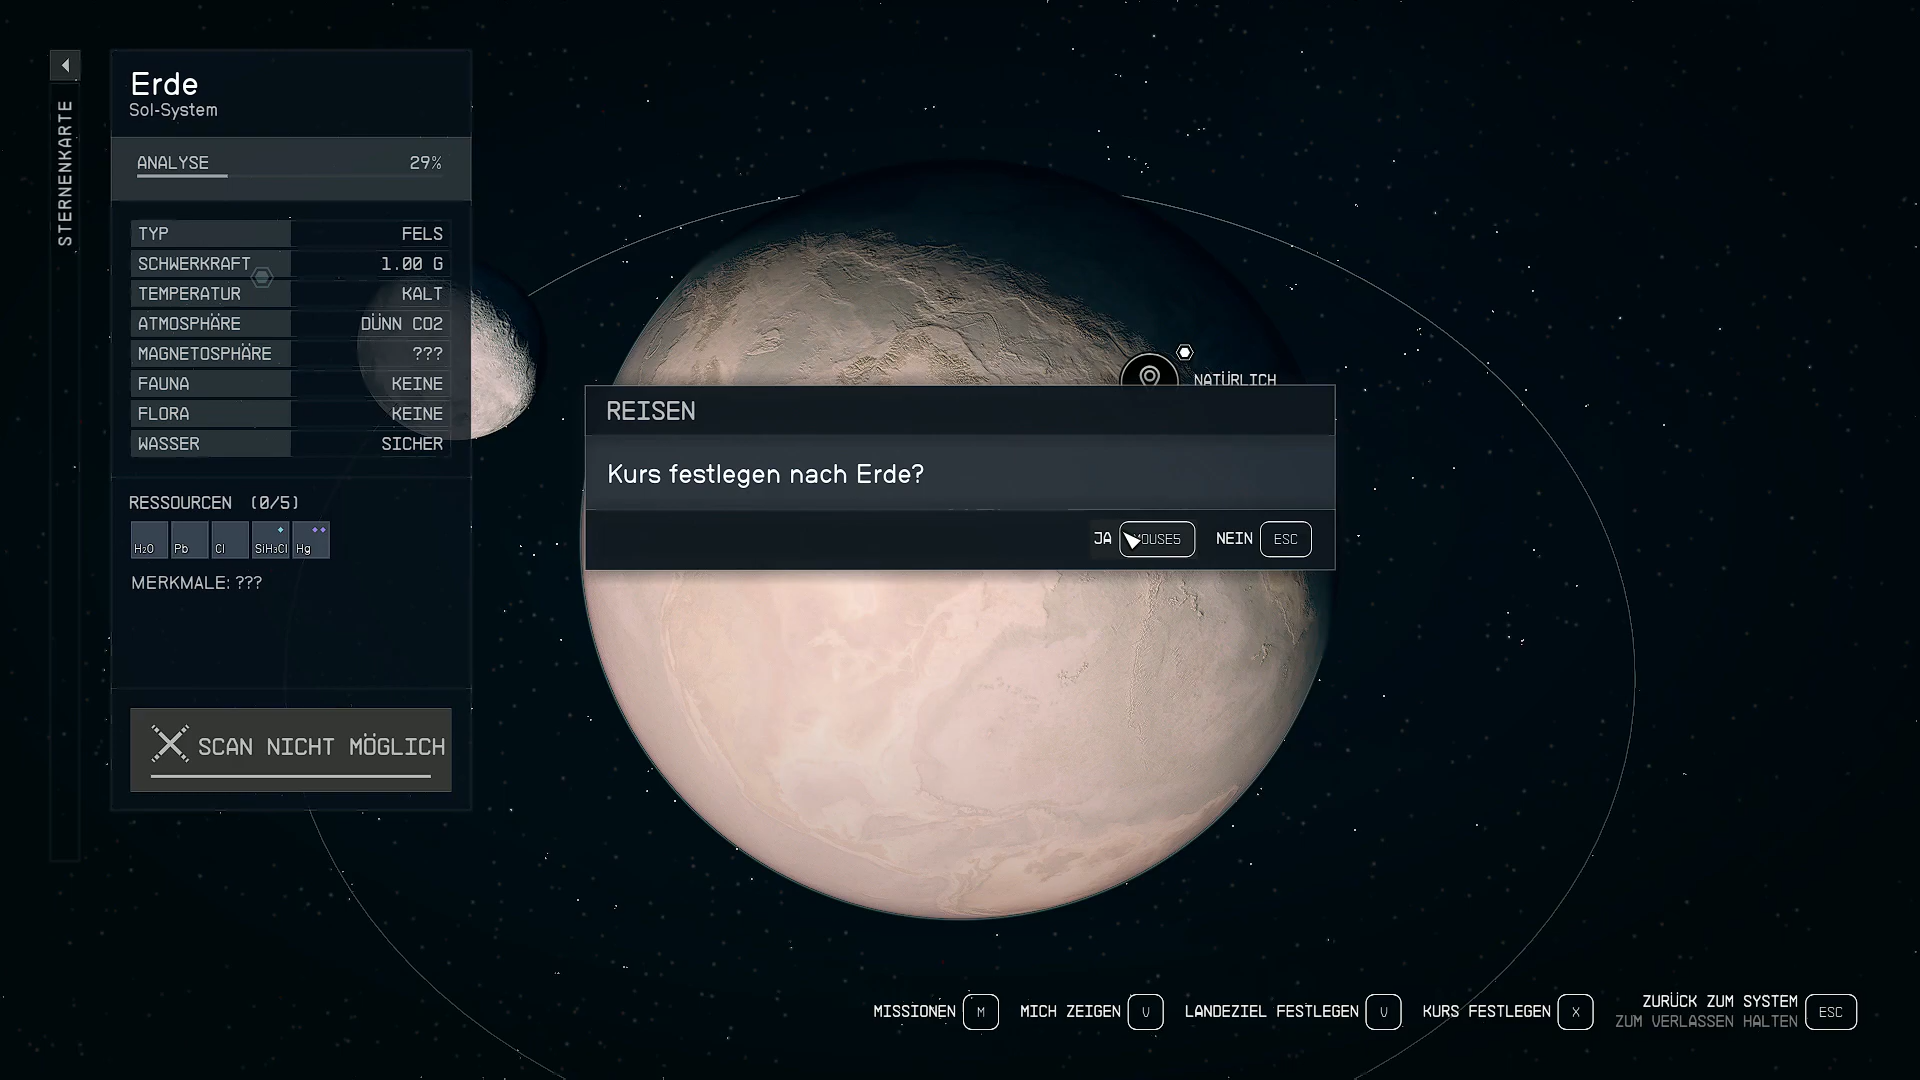 STERNENKARTE
Erde
Sol-System
ANALYSE 29%
TYP FELS
SCHWERKRAFT 1.00 G
TEMPERATUR KALT
ATMOSPHÄRE DÜNN CO2
MAGNETOSPHÄRE ???
FAUNA KEINE
FLORA KEINE
WASSER SICHER
RESSOURCEN (0/5)
H₂O Pb Cl SiH₃Cl Hg
MERKMALE: ???
SCAN NICHT MÖGLICH
NATÜRLICH
REISEN
Kurs festlegen nach Erde?
JA NEIN ESC
MISSIONEN M MICH ZEIGEN U LANDEZIEL FESTLEGEN U KURS FESTLEGEN X ZURÜCK ZUM SYSTEM
ZUM VERLASSEN HALTEN ESC